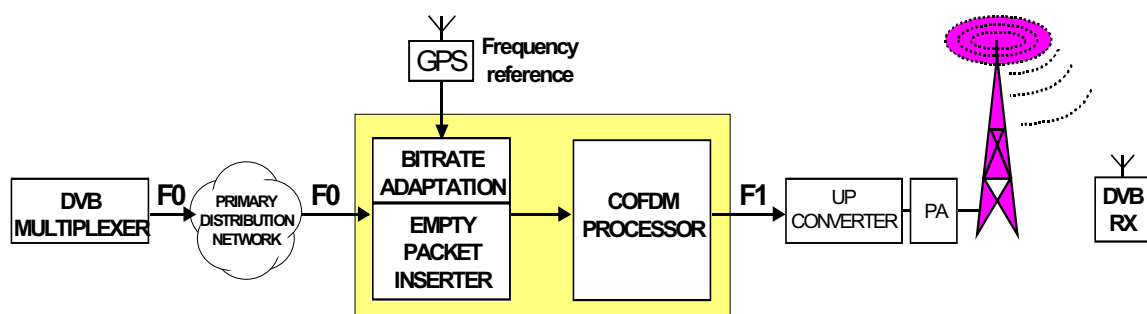 GPS
Frequency
reference
DVB
MULTIPLEXER
F0
PRIMARY
DISTRIBUTION
NETWORK
F0
BITRATE
ADAPTATION
EMPTY
PACKET
INSERTER
COFDM
PROCESSOR
F1
UP
CONVERTER
PA
DVB
RX